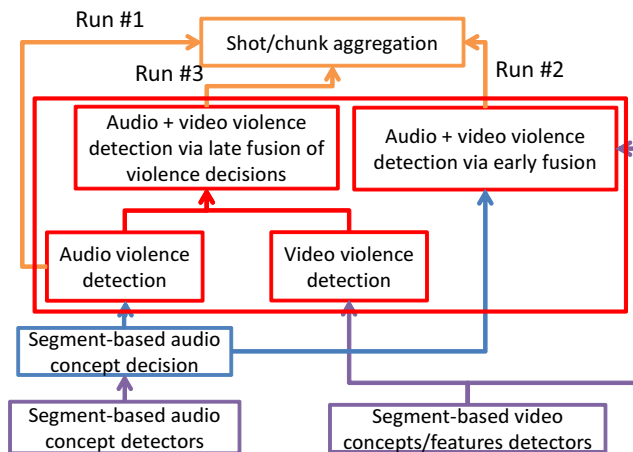 Run #1
Shot/chunk aggregation
Run #3
Run #2
Audio + video violence
detection via late fusion of
violence decisions
Audio + video violence
detection via early fusion
Audio violence
detection
Video violence
detection
Segment-based audio
concept decision
Segment-based audio
concept detectors
Segment-based video
concepts/features detectors